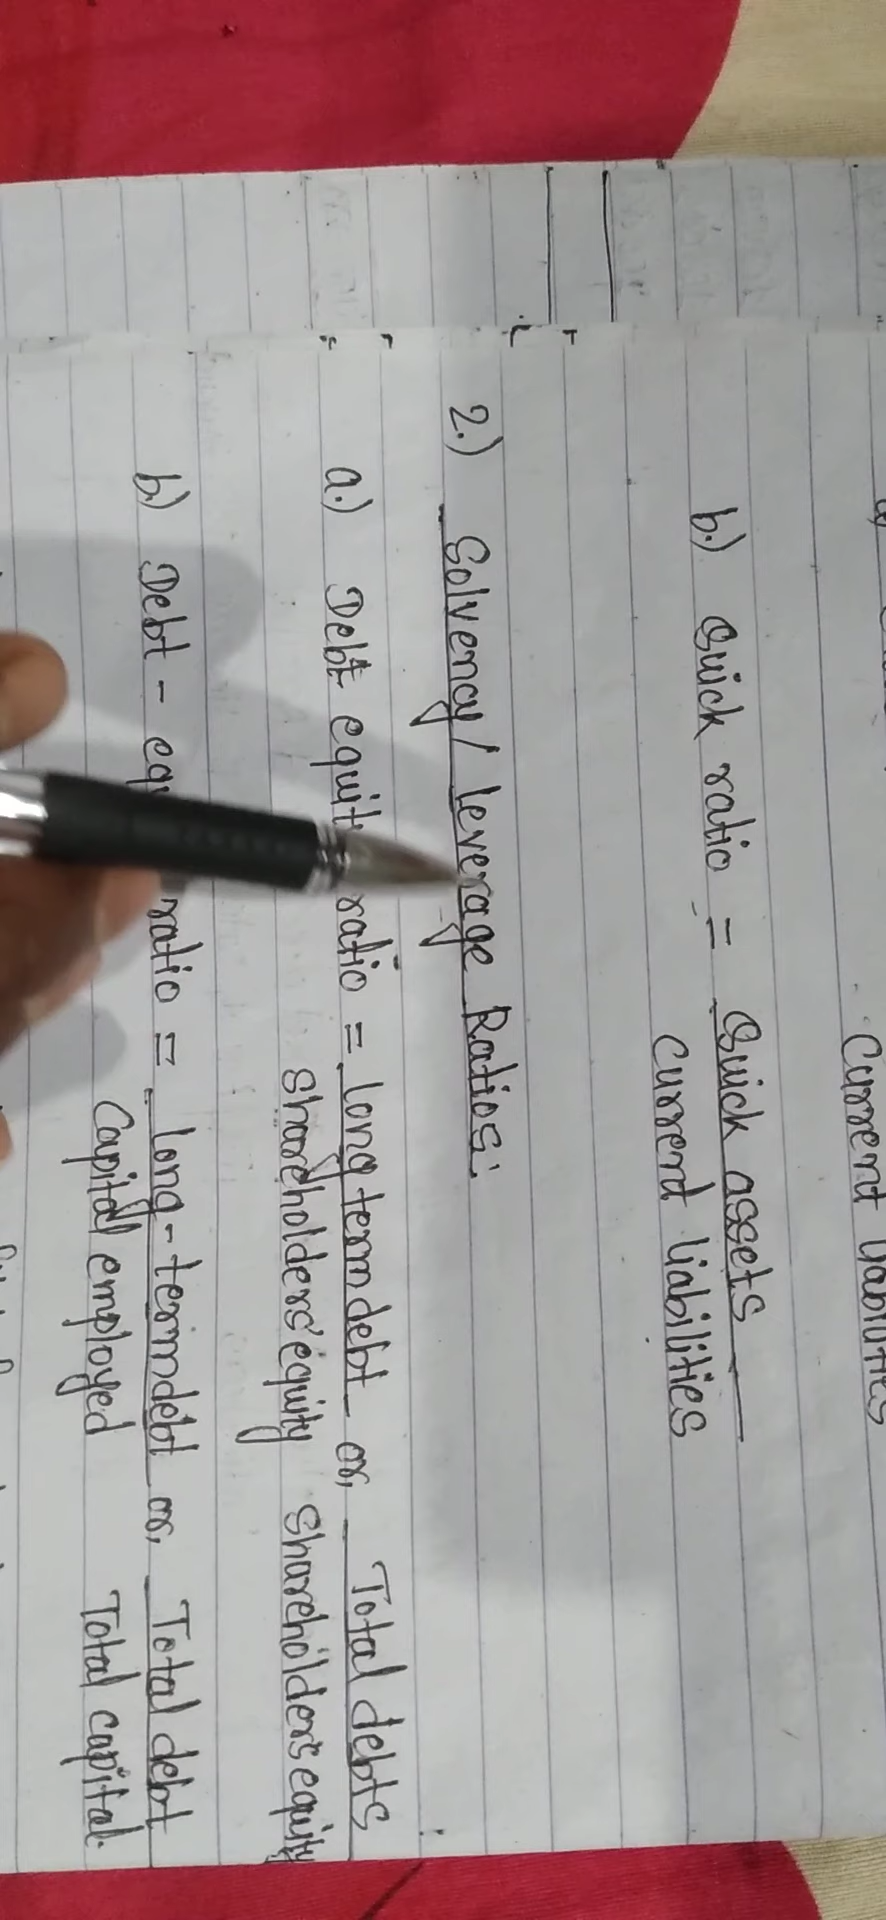 Current liabilities
b.) Quick ratio = Quick assets
Current liabilities
2.) Solvency/leverage Ratios:
a.) Debt equity ratio = long term debt or, Total debts
Shareholders' equity Shareholders equity
b.) Debt - ratio = long-term debt or, Total debt
Capital employed Total capital.